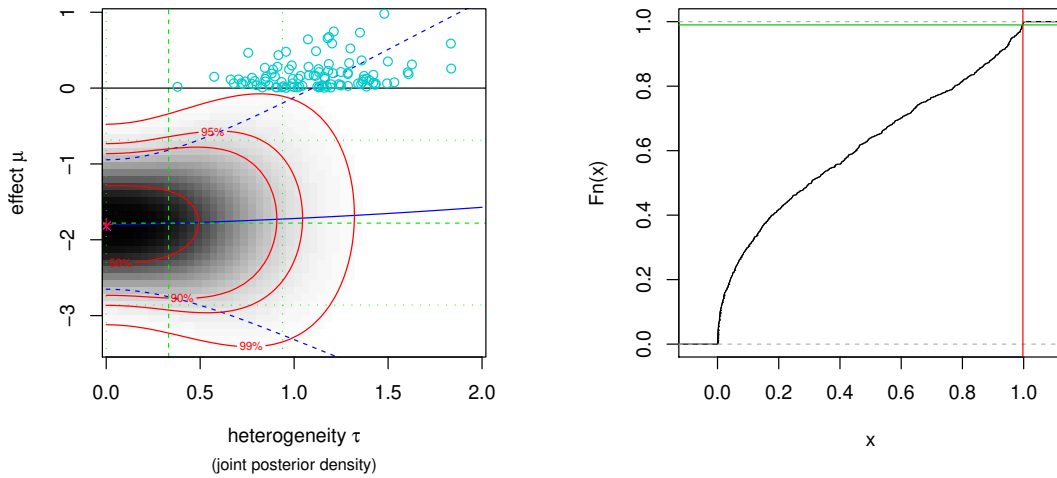 effect μ
1
0
−1
−2
−3
95%
50%
90%
99%
0.0 0.5 1.0 1.5 2.0
heterogeneity τ
(joint posterior density)
Fn(x)
1.0
0.8
0.6
0.4
0.2
0.0
0.0 0.2 0.4 0.6 0.8 1.0
x